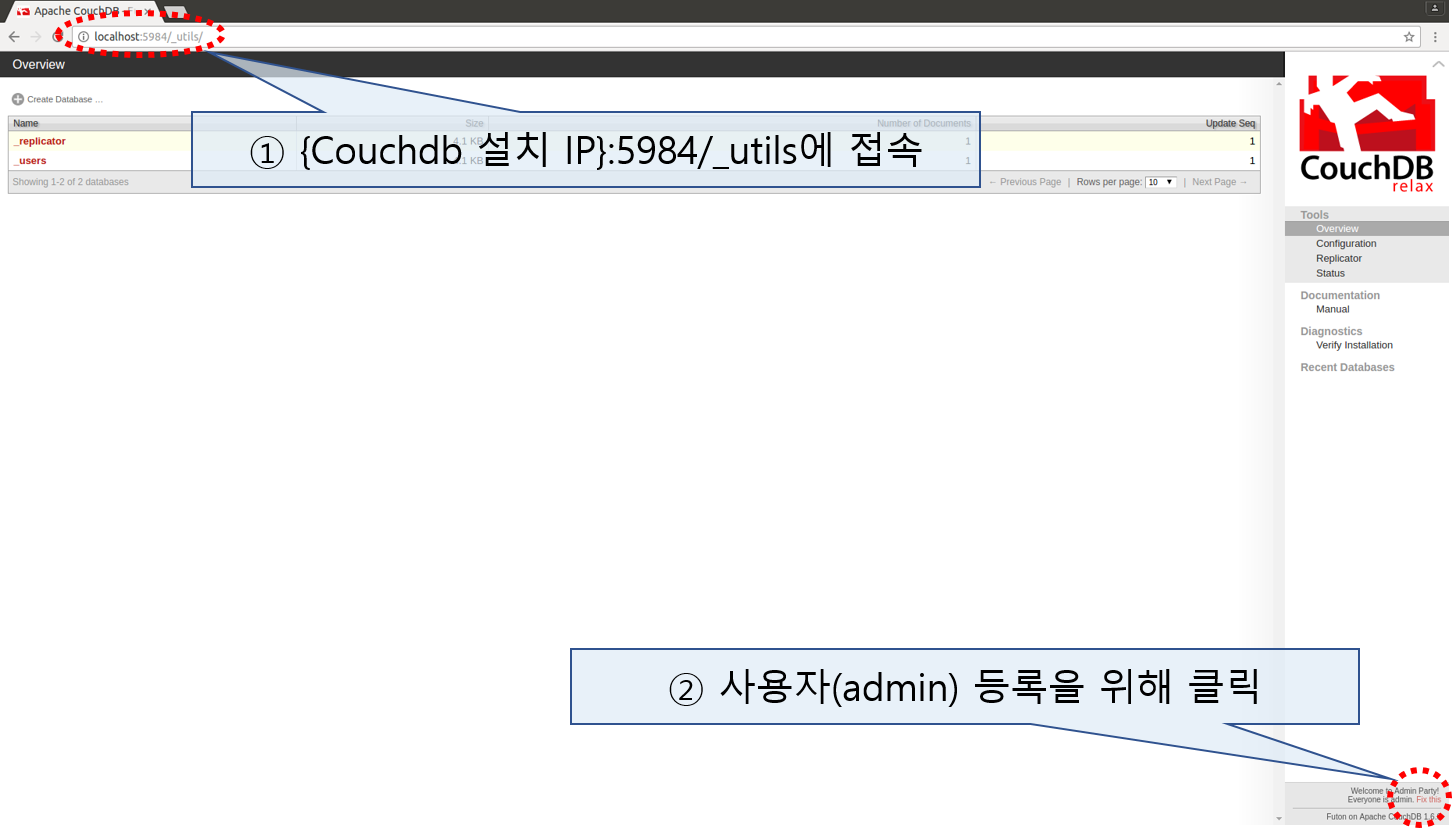 Apache CouchDB - F
localhost:5984/_utils/
Overview
Create Database ...
Name Size Number of Documents Update Seq
_replicator 4.1 KB 1 1
_users 1 KB 1 1
Showing 1-2 of 2 databases ← Previous Page | Rows per page: 10 | Next Page →
① {Couchdb 설치 IP}:5984/_utils에 접속
CouchDB
relax
Tools
Overview
Configuration
Replicator
Status
Documentation
Manual
Diagnostics
Verify Installation
Recent Databases
② 사용자(admin) 등록을 위해 클릭
Welcome to Admin Party!
Everyone is admin. Fix this
Futon on Apache CouchDB 1.6.